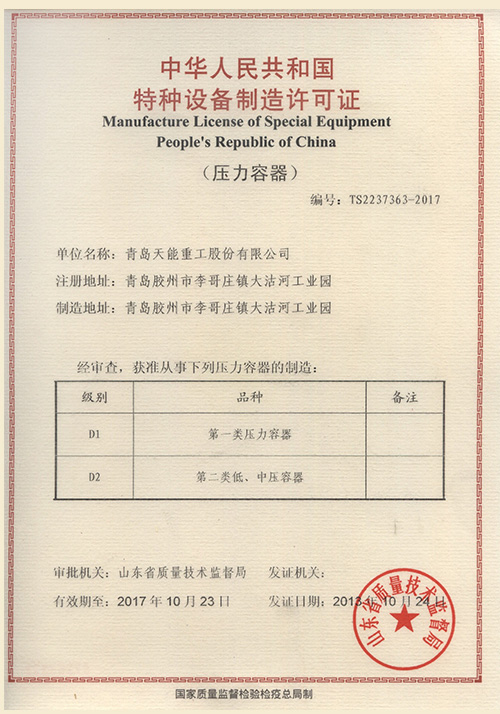 中华人民共和国
特种设备制造许可证
Manufacture License of Special Equipment
People's Republic of China
（压力容器）
编号：TS2237363-2017
单位名称：青岛天能重工股份有限公司
注册地址：青岛胶州市李哥庄镇大沽河工业园
制造地址：青岛胶州市李哥庄镇大沽河工业园
经审查，获准从事下列压力容器的制造：
级别 品种 备注
D1 第一类压力容器
D2 第二类低、中压容器
审批机关：山东省质量技术监督局 发证机关：
有效期至：2017 年 10 月 23 日 发证日期：2013 年 10 月 24 日
山东省质量技术监督局
国家质量监督检验检疫总局制